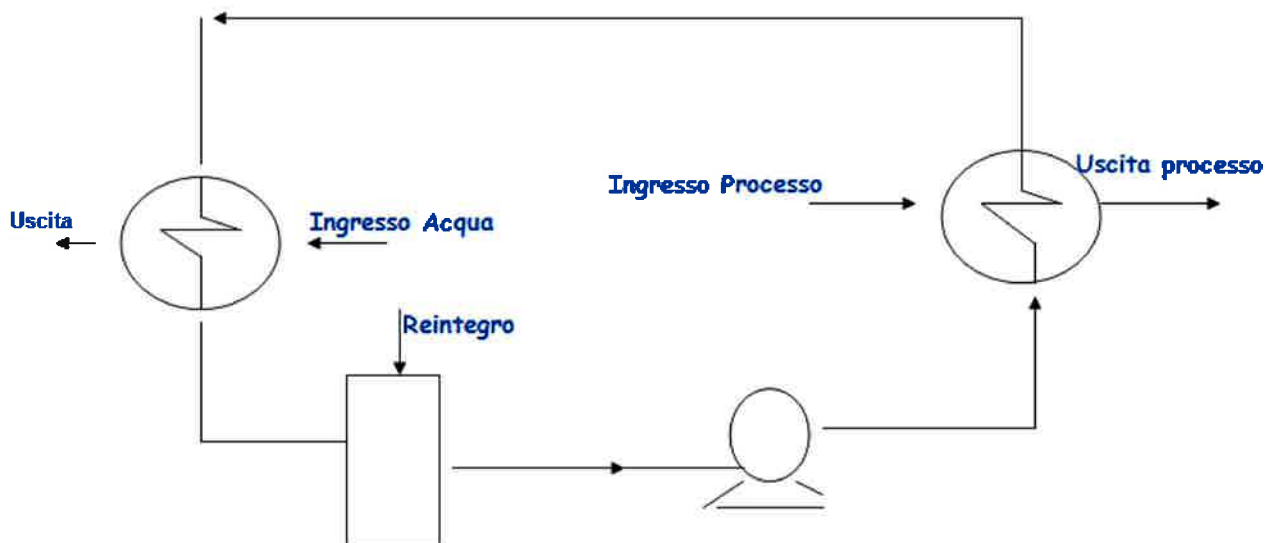 Uscita processo
Ingresso Processo
Uscita
Ingresso Acqua
Reintegro